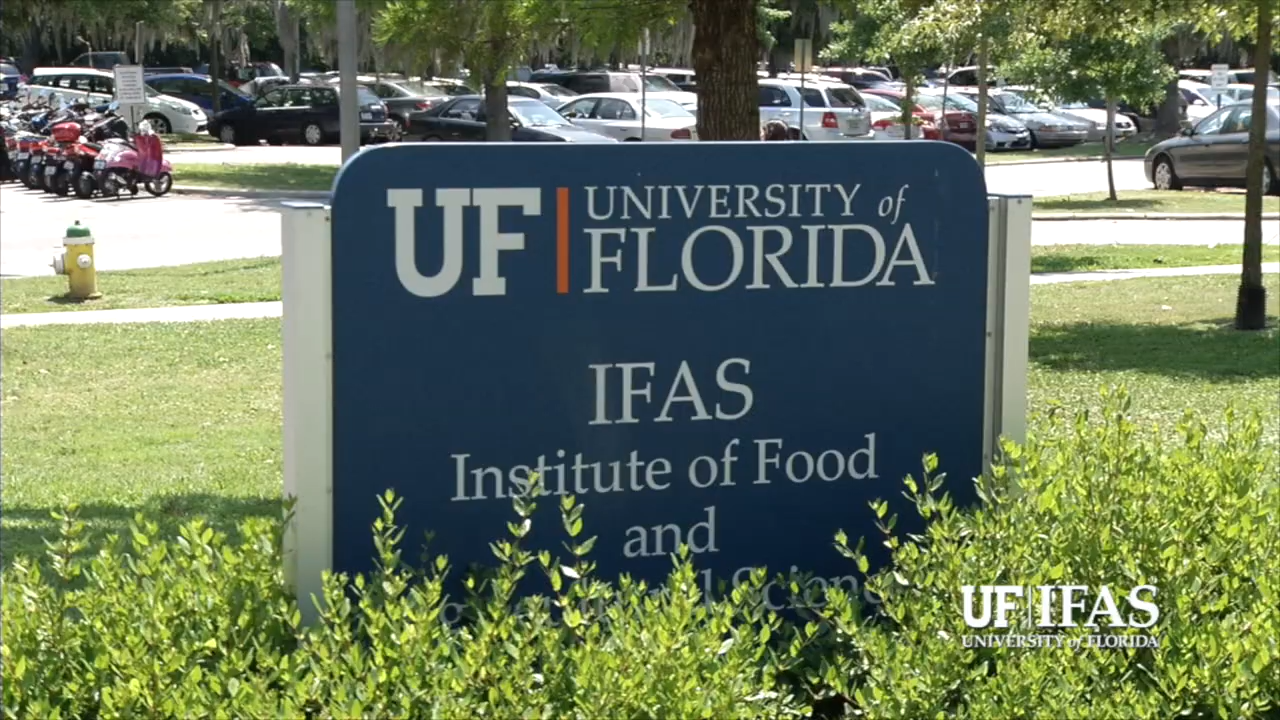 UF | UNIVERSITY of
FLORIDA
IFAS
Institute of Food
and
UF|IFAS
UNIVERSITY of FLORIDA